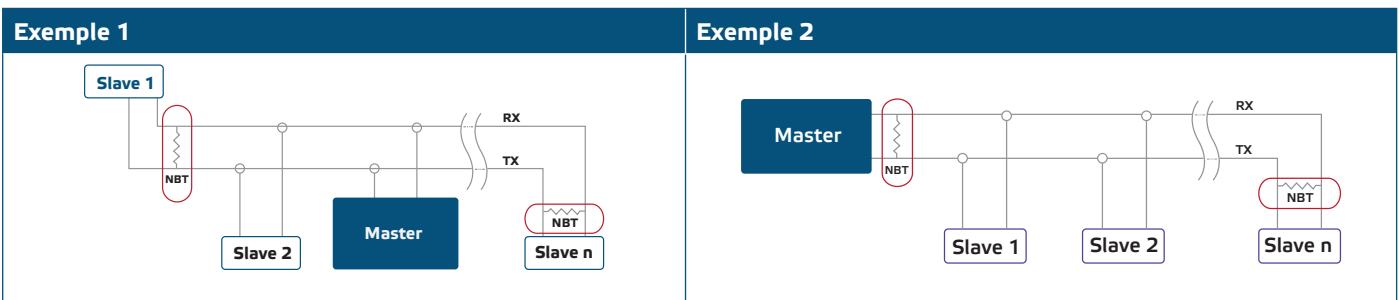 Exemple 1
Slave 1
RX
NBT
TX
Slave 2
Master
NBT
Slave n
Exemple 2
Master
RX
NBT
TX
NBT
Slave 1
Slave 2
Slave n